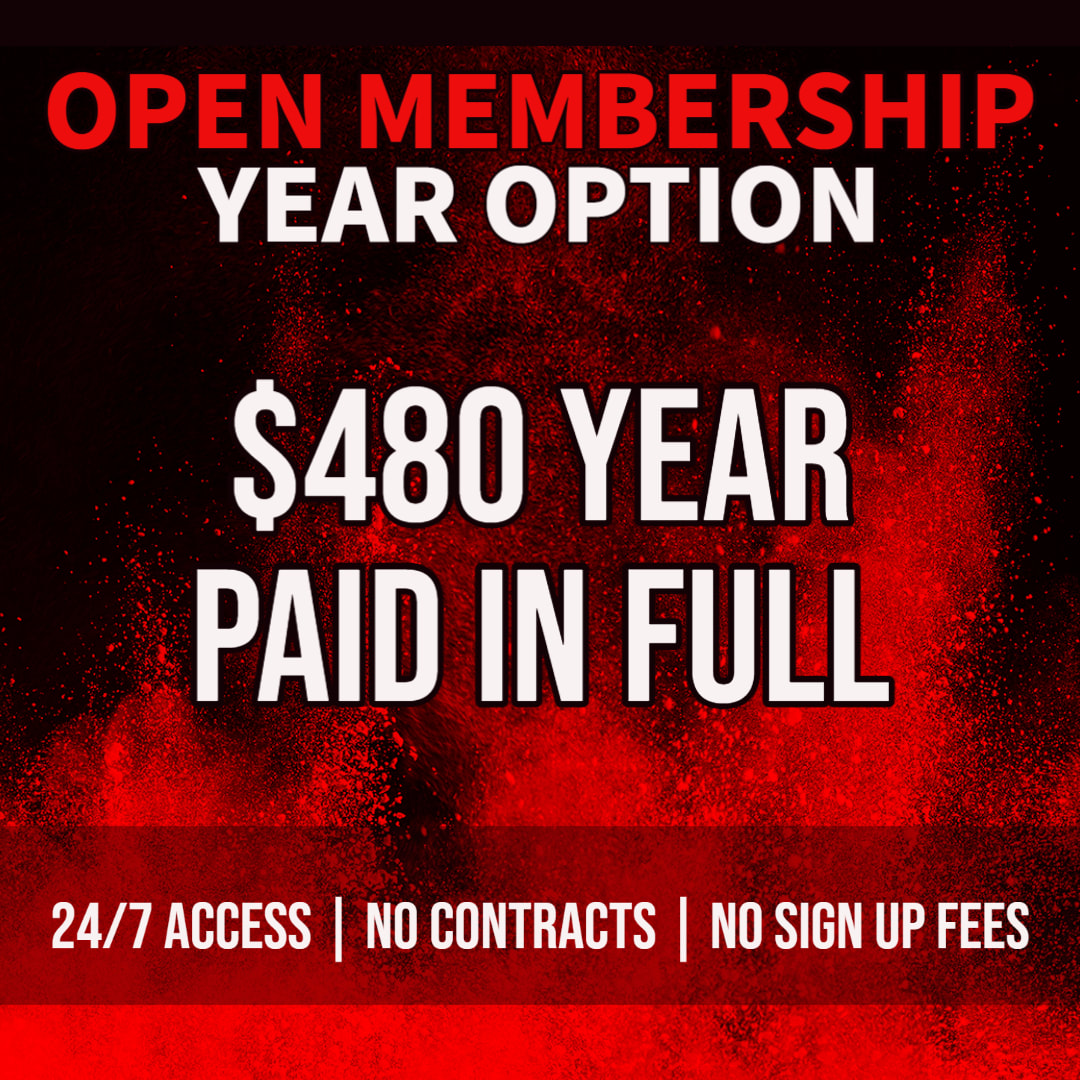 OPEN MEMBERSHIP
YEAR OPTION
$480 YEAR
PAID IN FULL
24/7 ACCESS | NO CONTRACTS | NO SIGN UP FEES